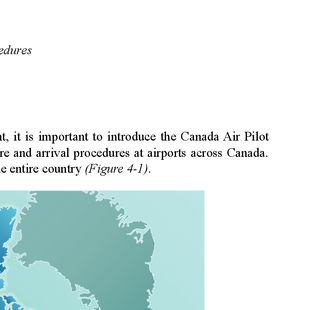 edures
t, it is important to introduce the Canada Air Pilot
re and arrival procedures at airports across Canada.
e entire country (Figure 4-1).